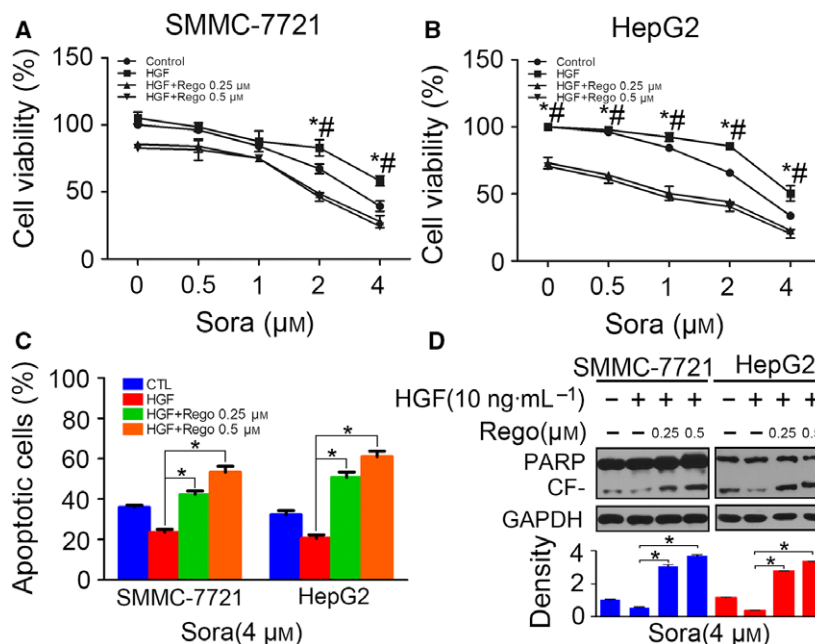 A
SMMC-7721
Control
HGF
HGF+Rego 0.25 μM
HGF+Rego 0.5 μM
Cell viability (%)
150
100
50
0
*#
*#
0 0.5 1 2 4
Sora (μM)
B
HepG2
Control
HGF
HGF+Rego 0.25 μM
HGF+Rego 0.5 μM
Cell viability (%)
150
100
50
0
*# *# *# *# *#
0 0.5 1 2 4
Sora (μM)
C
Apoptotic cells (%)
100
80
60
40
20
0
CTL
HGF
HGF+Rego 0.25 μM
HGF+Rego 0.5 μM
* *
* *
SMMC-7721 HepG2
Sora(4 μM)
D
SMMC-7721 HepG2
HGF(10 ng·mL⁻¹) − + + + − + + +
Rego(μM) − − 0.25 0.5 − − 0.25 0.5
PARP
CF-
GAPDH
Density
4
2
0
* *
* *
Sora(4 μM)